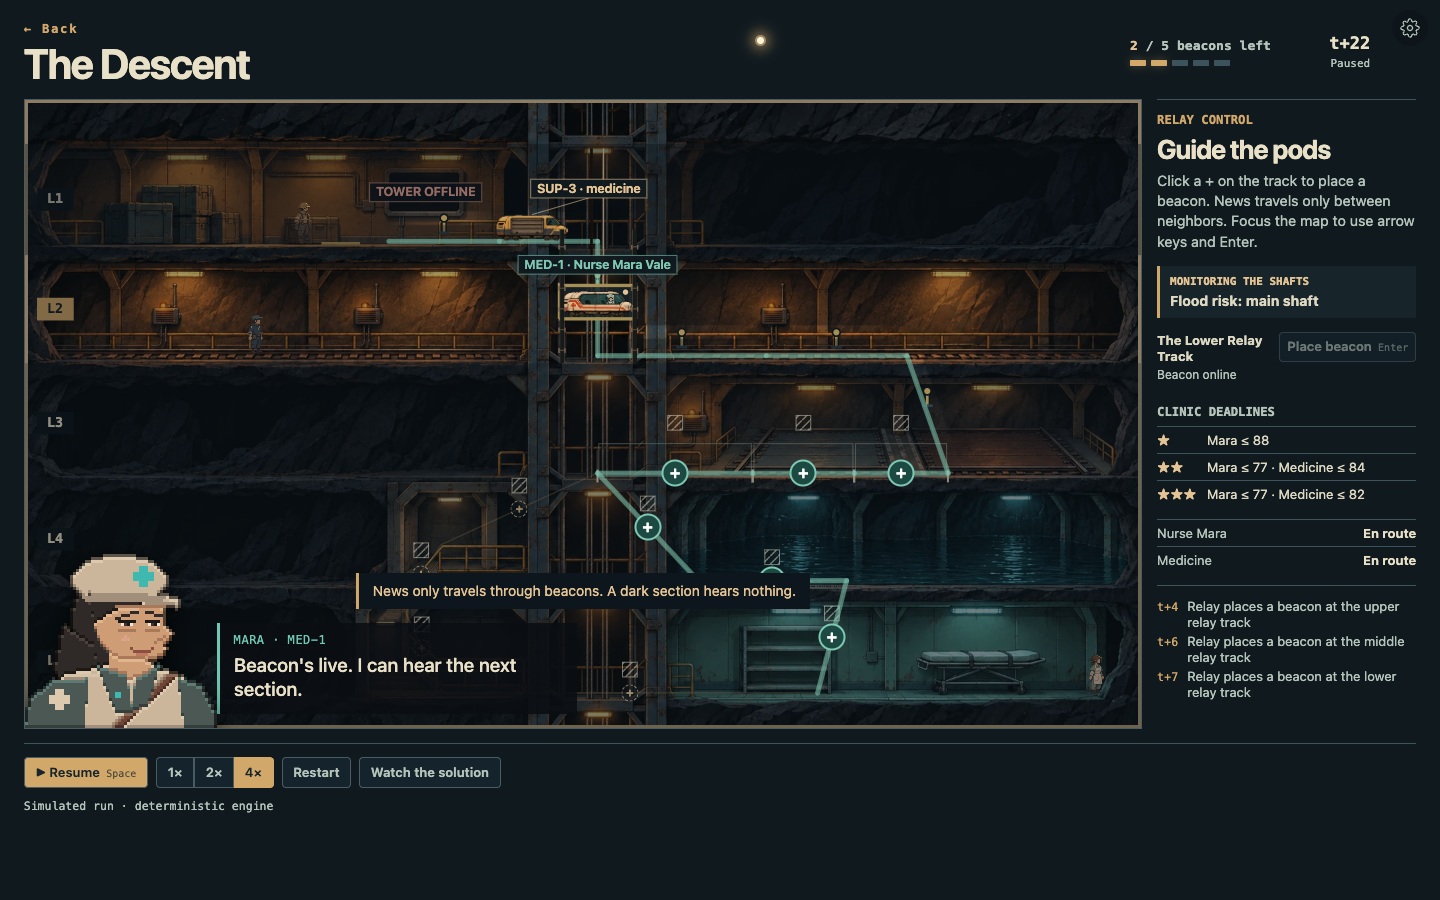 ← Back
The Descent
2 / 5 beacons left
t+22
Paused
L1
TOWER OFFLINE
SUP-3 · medicine
MED-1 · Nurse Mara Vale
L2
L3
L4
News only travels through beacons. A dark section hears nothing.
MARA · MED-1
Beacon's live. I can hear the next
section.
RELAY CONTROL
Guide the pods
Click a + on the track to place a
beacon. News travels only between
neighbors. Focus the map to use arrow
keys and Enter.
MONITORING THE SHAFTS
Flood risk: main shaft
The Lower Relay
Track
Beacon online
Place beacon Enter
CLINIC DEADLINES
★ Mara ≤ 88
★★ Mara ≤ 77 · Medicine ≤ 84
★★★ Mara ≤ 77 · Medicine ≤ 82
Nurse Mara En route
Medicine En route
t+4 Relay places a beacon at the upper
relay track
t+6 Relay places a beacon at the middle
relay track
t+7 Relay places a beacon at the lower
relay track
▶ Resume Space
1×
2×
4×
Restart
Watch the solution
Simulated run · deterministic engine